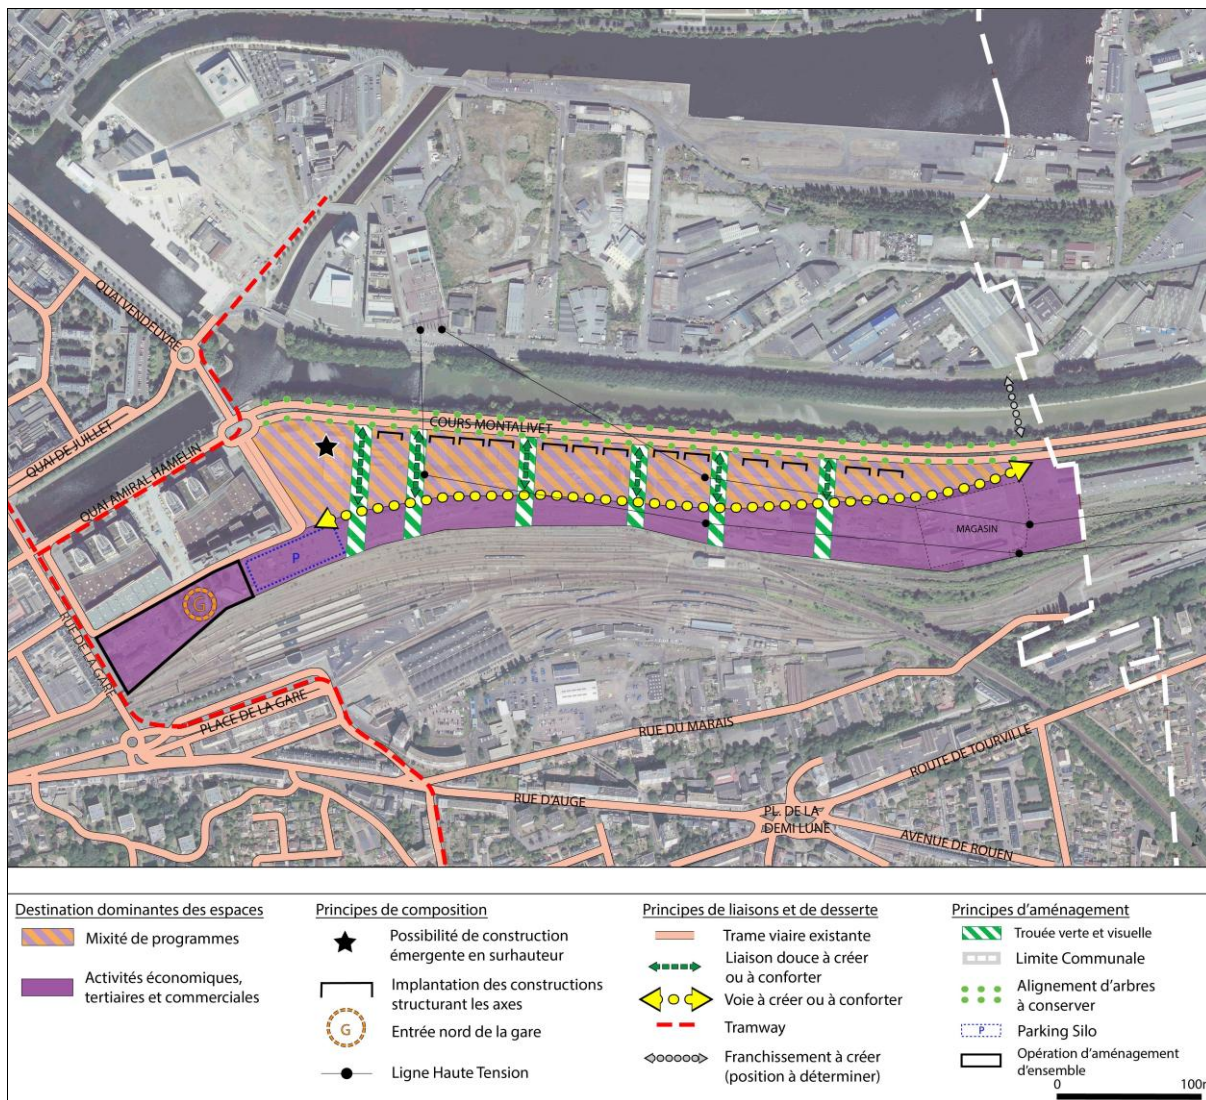 QUAI VENDEUVRE
QUAI DE JUILLET
QUAI AMIRAL HAMELIN
COURS MONTALIVET
MAGASIN
P
G
RUE DE LA GARE
PLACE DE LA GARE
RUE DU MARAIS
ROUTE DE TOURVILLE
RUE D'AUGE
PL. DE LA
DEMI LUNE
AVENUE DE ROUEN
Destination dominantes des espaces
Mixité de programmes
Activités économiques,
tertiaires et commerciales
Principes de composition
Possibilité de construction
émergente en surhauteur
Implantation des constructions
structurant les axes
G
Entrée nord de la gare
Ligne Haute Tension
Principes de liaisons et de desserte
Trame viaire existante
Liaison douce à créer
ou à conforter
Voie à créer ou à conforter
Tramway
Franchissement à créer
(position à déterminer)
Principes d'aménagement
Trouée verte et visuelle
Limite Communale
Alignement d'arbres
à conserver
P
Parking Silo
Opération d'aménagement
d'ensemble
0 100m